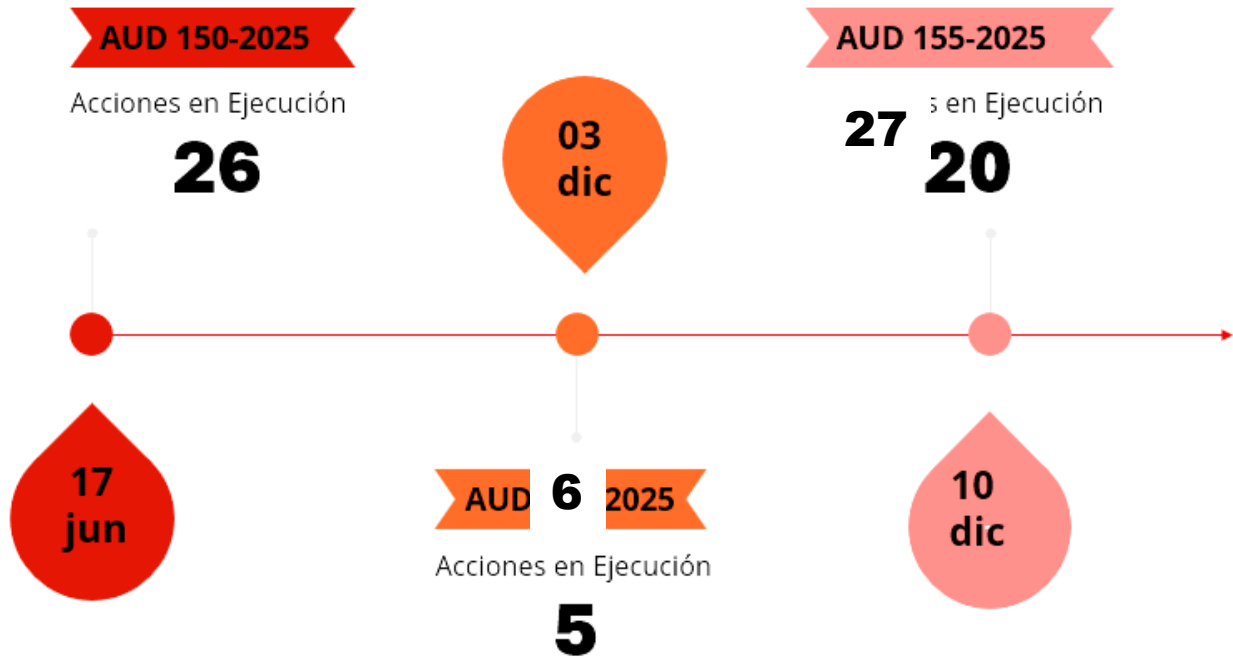 AUD 150-2025
Acciones en Ejecución
26
03
dic
AUD 155-2025
s en Ejecución
27
20
17
jun
AUD 6 2025
Acciones en Ejecución
5
10
dic